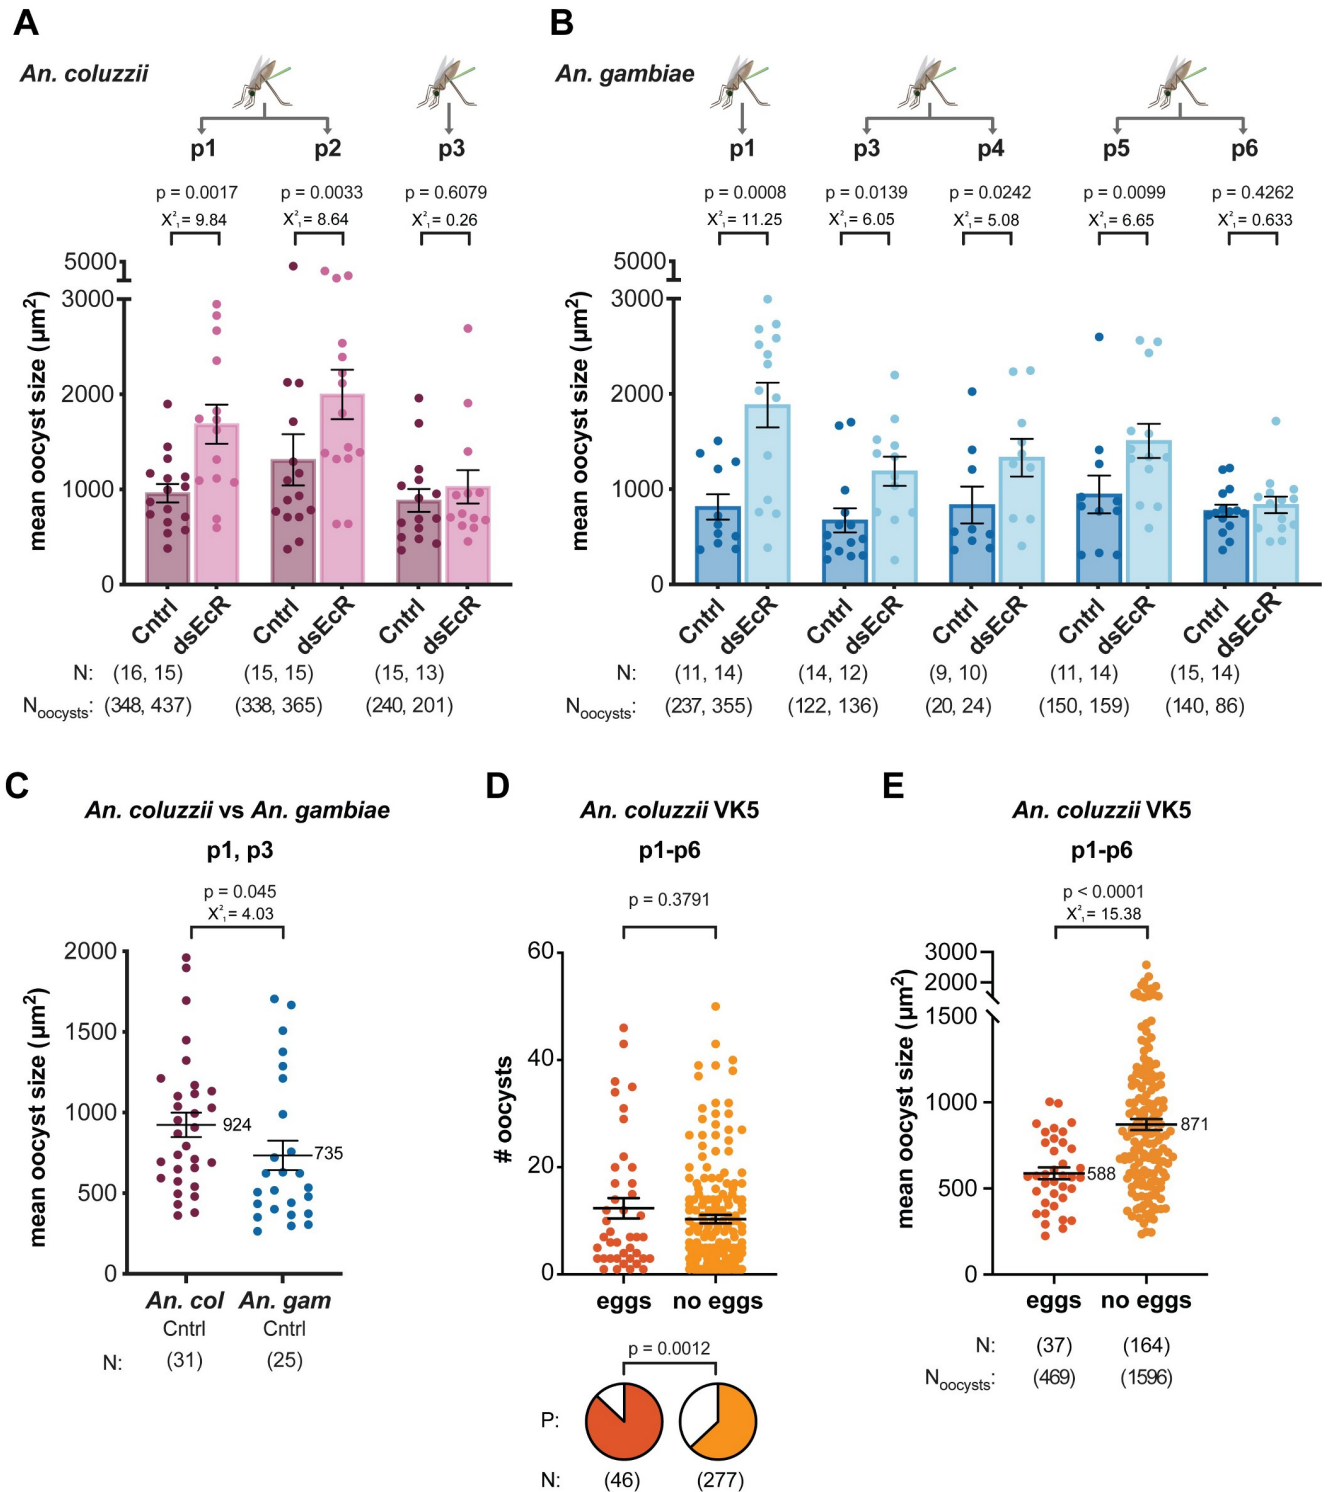 A
B
An. coluzzii
An. gambiae
p1 p2 p3
p1 p3 p4 p5 p6
p = 0.0017 p = 0.0033 p = 0.6079
X²₁= 9.84 X²₁= 8.64 X²₁= 0.26
p = 0.0008 p = 0.0139 p = 0.0242 p = 0.0099 p = 0.4262
X²₁= 11.25 X²₁= 6.05 X²₁= 5.08 X²₁= 6.65 X²₁= 0.633
mean oocyst size (µm²)
5000
3000
2000
1000
0
Cntrl dsEcR Cntrl dsEcR Cntrl dsEcR
N: (16, 15) (15, 15) (15, 13)
Noocysts: (348, 437) (338, 365) (240, 201)
mean oocyst size (µm²)
5000
3000
2000
1000
0
Cntrl dsEcR Cntrl dsEcR Cntrl dsEcR Cntrl dsEcR Cntrl dsEcR
N: (11, 14) (14, 12) (9, 10) (11, 14) (15, 14)
Noocysts: (237, 355) (122, 136) (20, 24) (150, 159) (140, 86)
C
An. coluzzii vs An. gambiae
p1, p3
p = 0.045
X²₁= 4.03
mean oocyst size (µm²)
2000
1500
1000
500
0
924
735
An. col An. gam
Cntrl Cntrl
N: (31) (25)
D
An. coluzzii VK5
p1-p6
p = 0.3791
# oocysts
60
40
20
0
eggs no eggs
p = 0.0012
P:
N: (46) (277)
E
An. coluzzii VK5
p1-p6
p < 0.0001
X²₁= 15.38
mean oocyst size (µm²)
3000
2000
1500
1000
500
0
871
588
eggs no eggs
N: (37) (164)
Noocysts: (469) (1596)